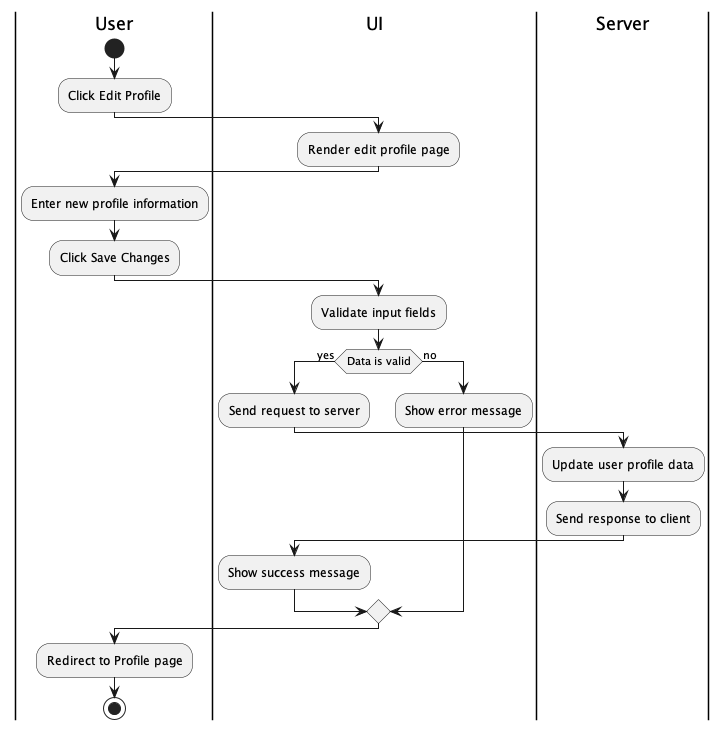 User
UI
Server
Click Edit Profile
Render edit profile page
Enter new profile information
Click Save Changes
Validate input fields
yes
Data is valid
no
Send request to server
Show error message
Update user profile data
Send response to client
Show success message
Redirect to Profile page